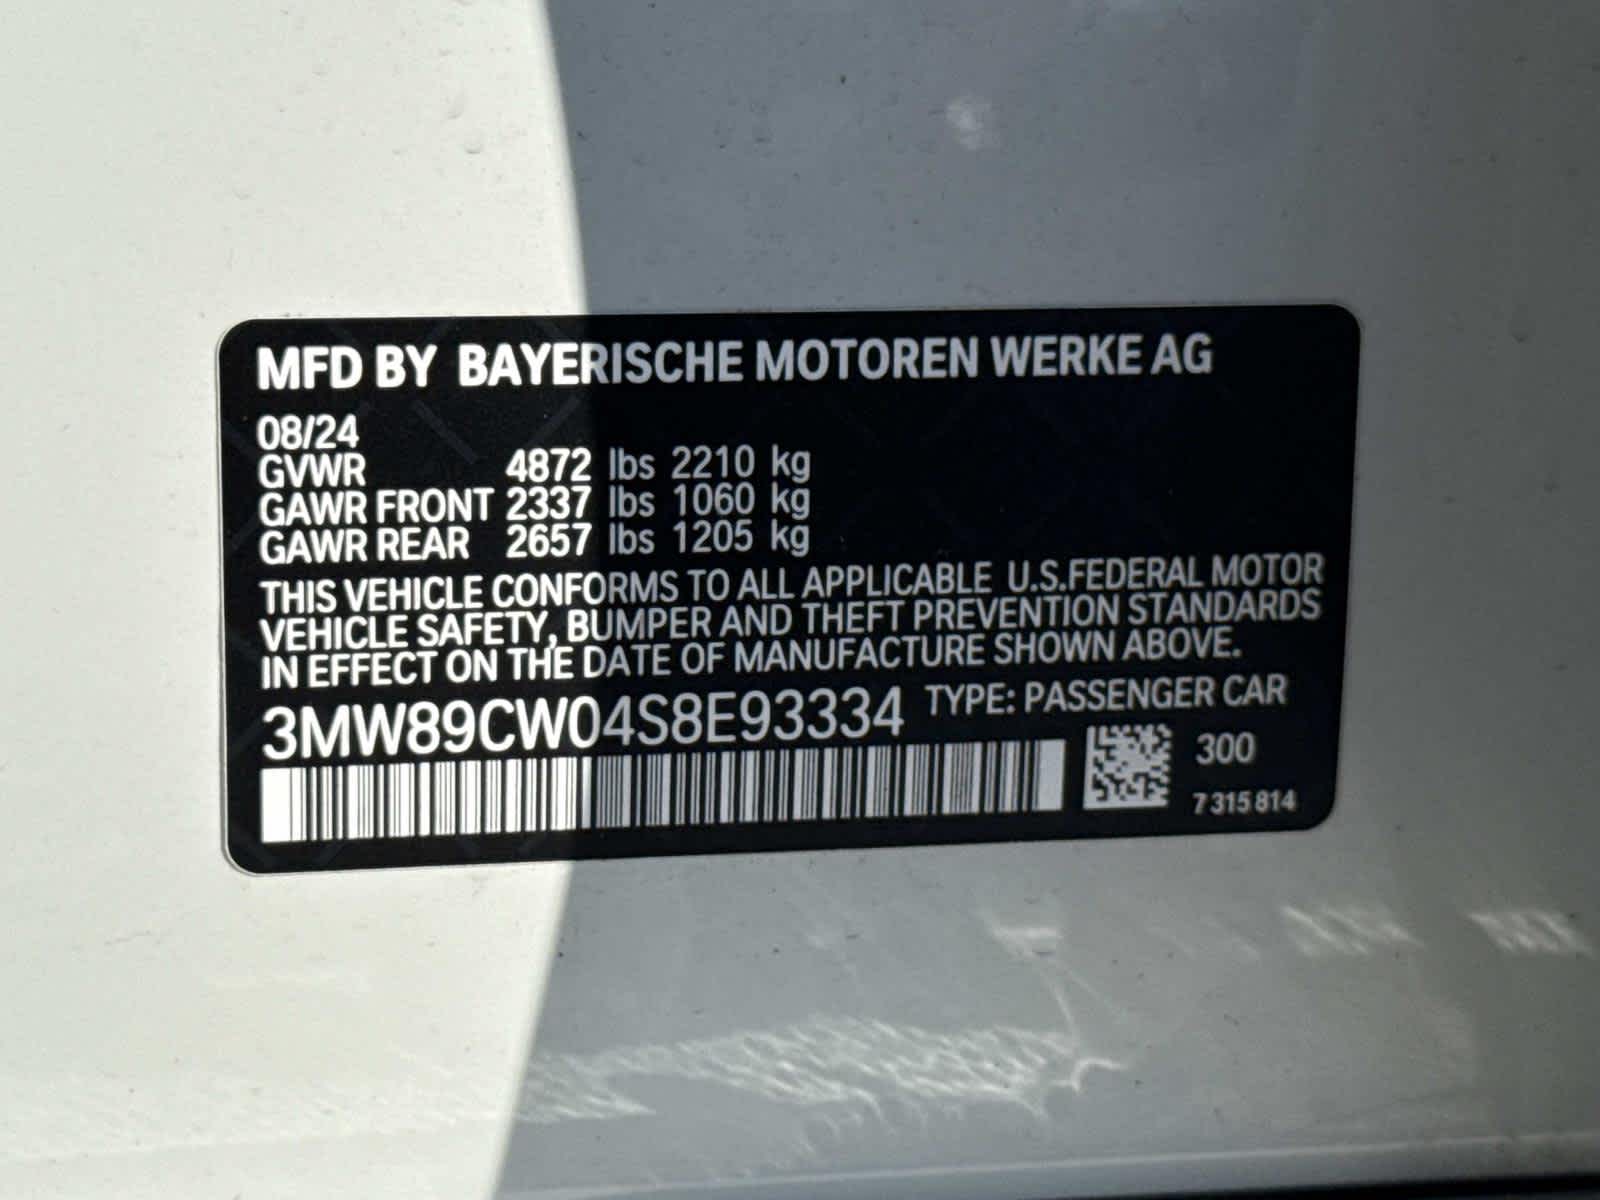 MFD BY BAYERISCHE MOTOREN WERKE AG
08/24
GVWR 4872 lbs 2210 kg
GAWR FRONT 2337 lbs 1060 kg
GAWR REAR 2657 lbs 1205 kg
THIS VEHICLE CONFORMS TO ALL APPLICABLE U.S.FEDERAL MOTOR
VEHICLE SAFETY, BUMPER AND THEFT PREVENTION STANDARDS
IN EFFECT ON THE DATE OF MANUFACTURE SHOWN ABOVE.
3MW89CW04S8E93334 TYPE: PASSENGER CAR
300
7 315 814